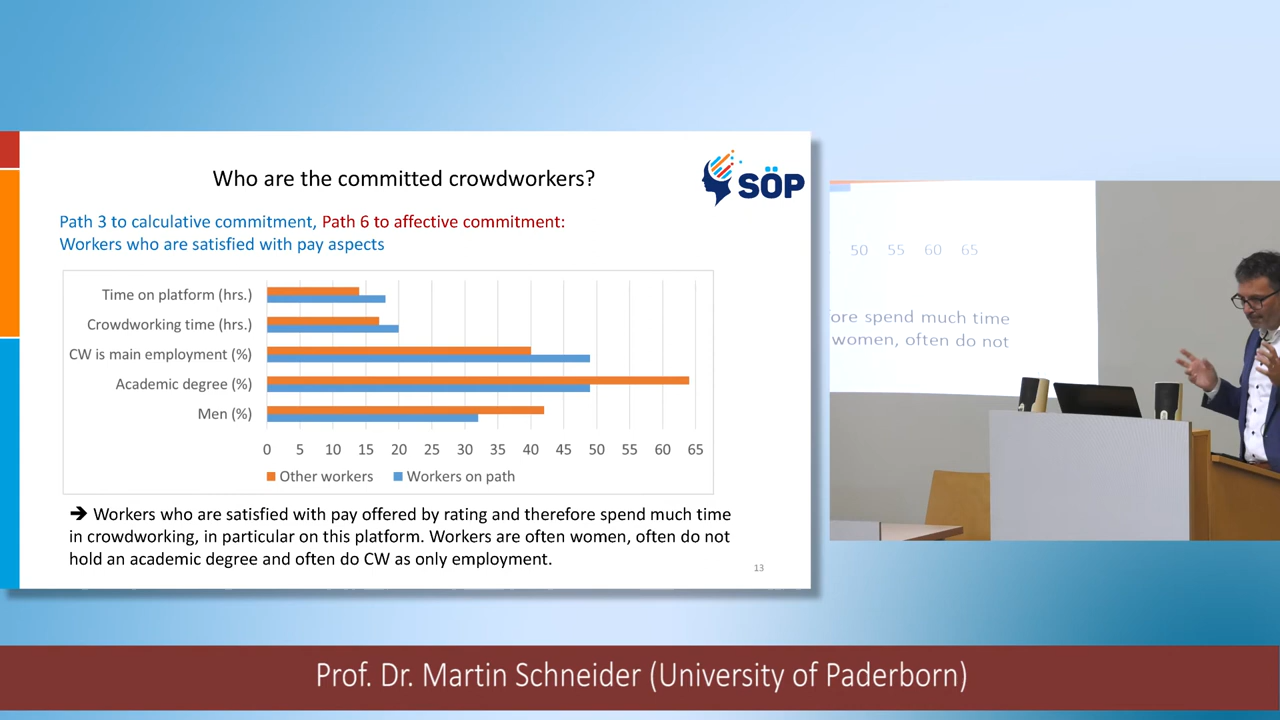 Who are the committed crowdworkers?
SÖP
Path 3 to calculative commitment, Path 6 to affective commitment:
Workers who are satisfied with pay aspects
Time on platform (hrs.)
Crowdworking time (hrs.)
CW is main employment (%)
Academic degree (%)
Men (%)
0 5 10 15 20 25 30 35 40 45 50 55 60 65
Other workers Workers on path
➔ Workers who are satisfied with pay offered by rating and therefore spend much time
in crowdworking, in particular on this platform. Workers are often women, often do not
hold an academic degree and often do CW as only employment.
13
50 55 60 65
ore spend much time
women, often do not
Prof. Dr. Martin Schneider (University of Paderborn)